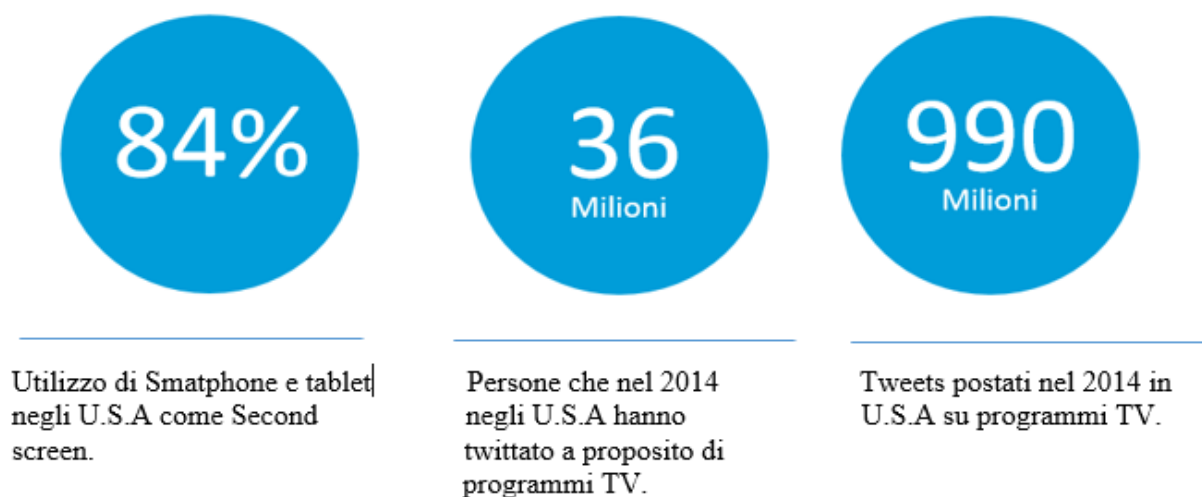 84%
36
Milioni
990
Milioni
Utilizzo di Smatphone e tablet
negli U.S.A come Second
screen.
Persone che nel 2014
negli U.S.A hanno
twittato a proposito di
programmi TV.
Tweets postati nel 2014 in
U.S.A su programmi TV.